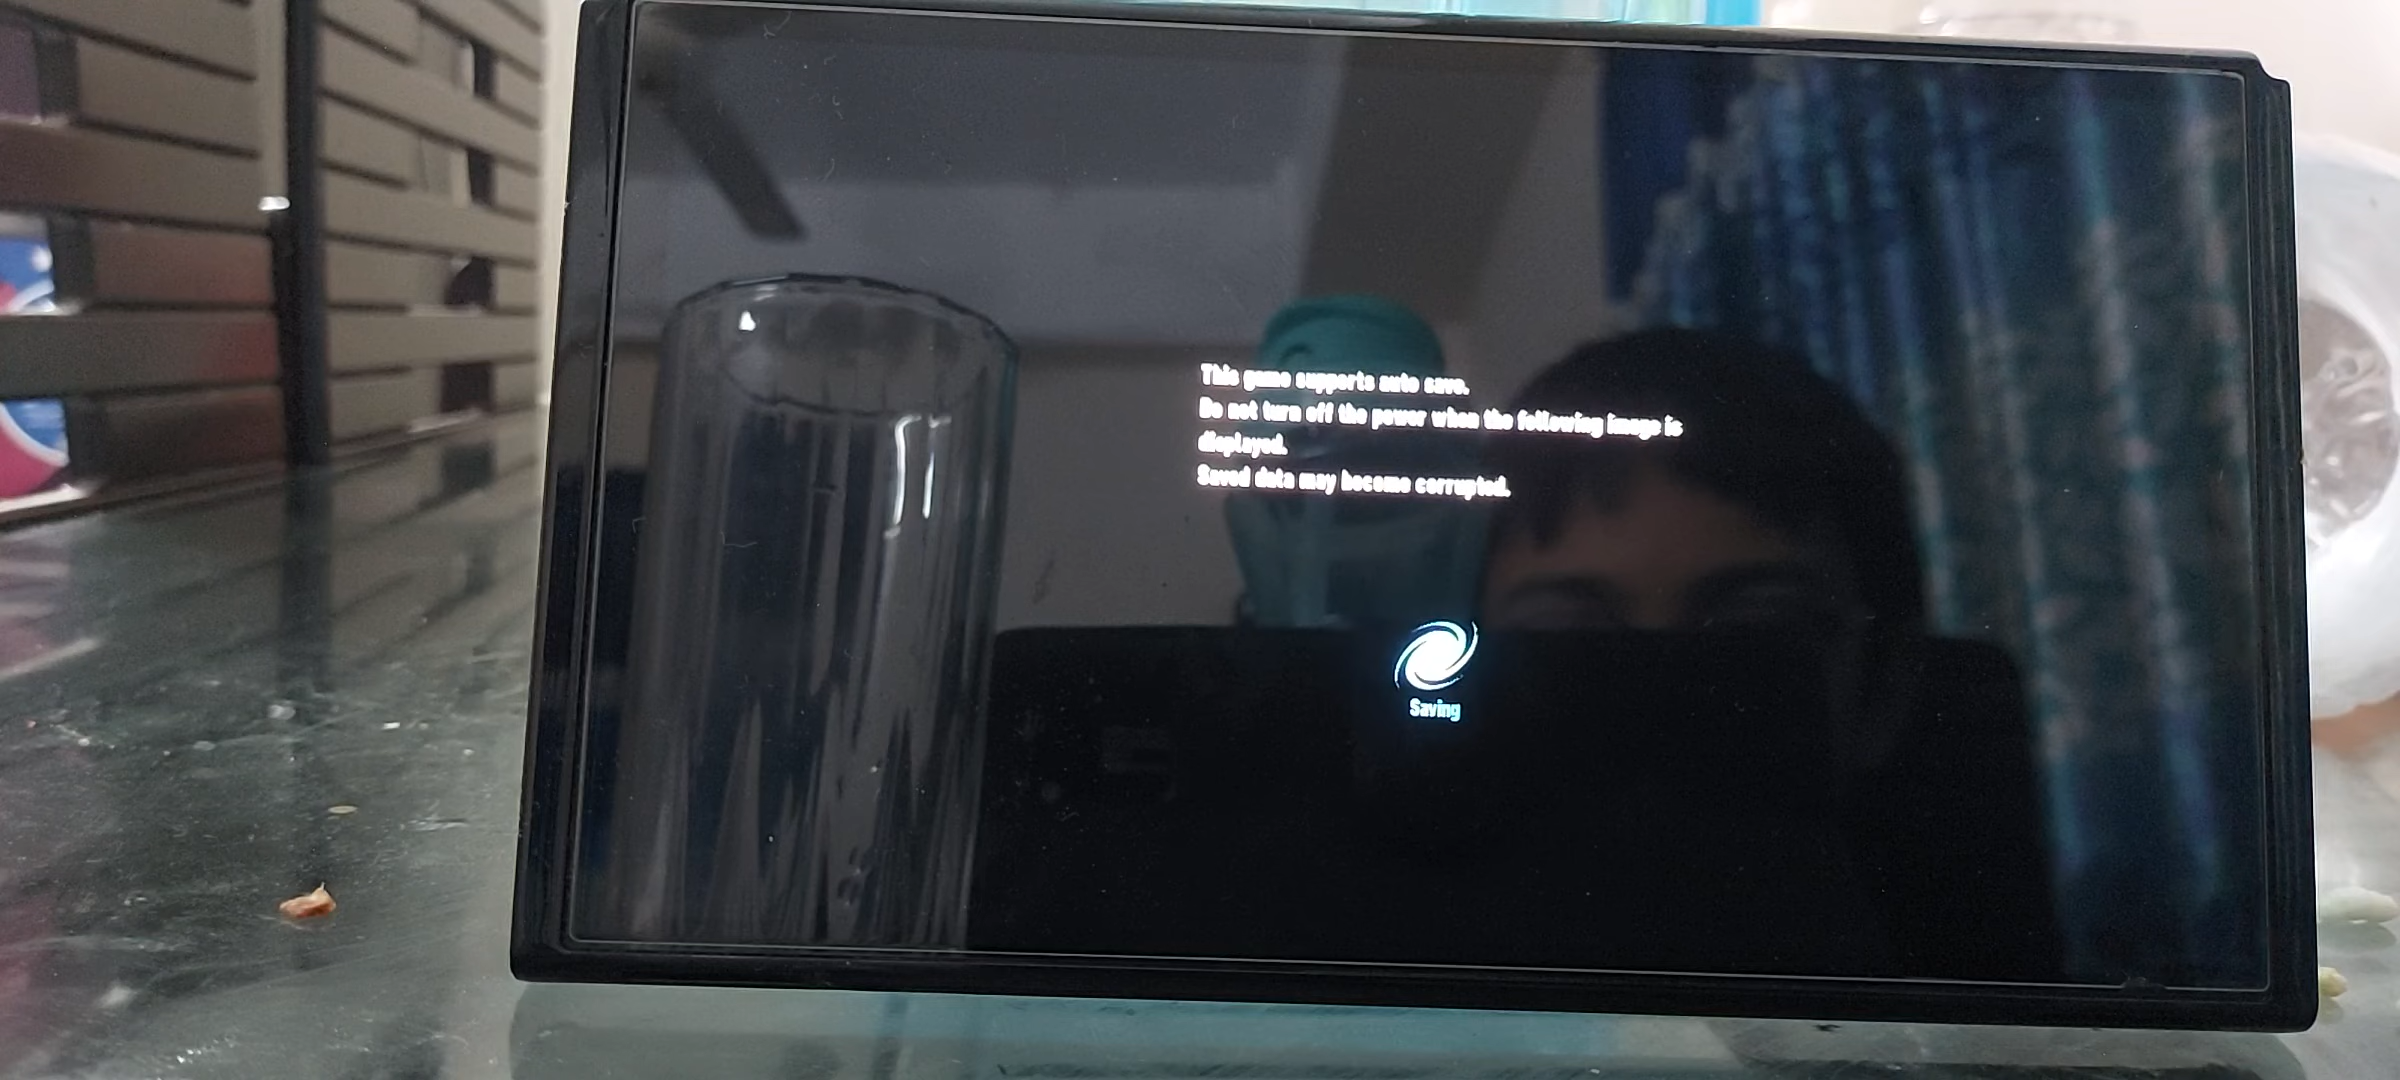 This game supports auto save.
Do not turn off the power when the following image is
displayed.
Saved data may become corrupted.
Saving